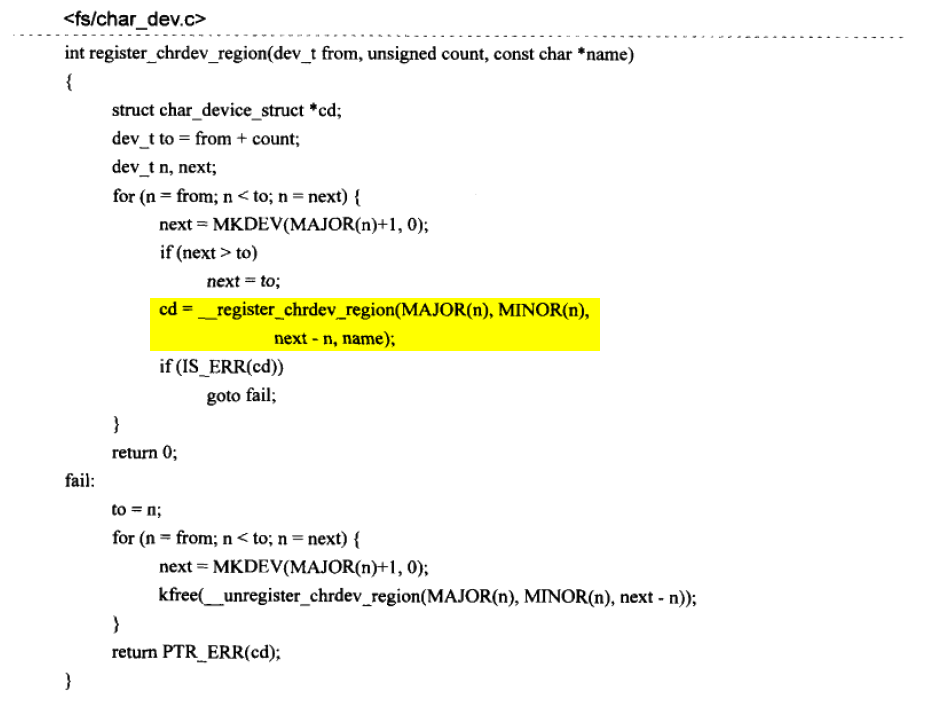 <fs/char_dev.c>
int register_chrdev_region(dev_t from, unsigned count, const char *name)
{
struct char_device_struct *cd;
dev_t to = from + count;
dev_t n, next;
for (n = from; n < to; n = next) {
next = MKDEV(MAJOR(n)+1, 0);
if (next > to)
next = to;
cd = __register_chrdev_region(MAJOR(n), MINOR(n),
next - n, name);
if (IS_ERR(cd))
goto fail;
}
return 0;
fail:
to = n;
for (n = from; n < to; n = next) {
next = MKDEV(MAJOR(n)+1, 0);
kfree(__unregister_chrdev_region(MAJOR(n), MINOR(n), next - n));
}
return PTR_ERR(cd);
}